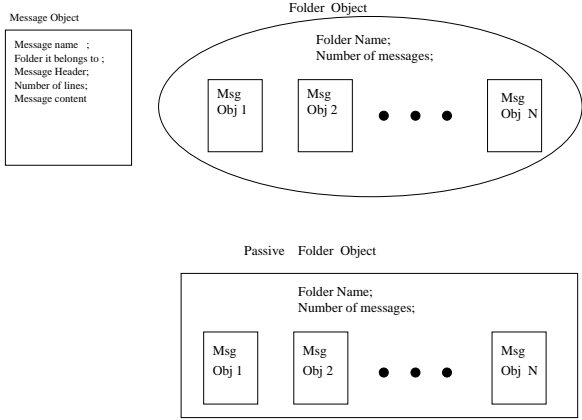 Message Object
Message name ;
Folder it belongs to ;
Message Header;
Number of lines;
Message content
Folder Object
Folder Name;
Number of messages;
Msg
Obj 1
Msg
Obj 2
Msg
Obj N
Passive Folder Object
Folder Name;
Number of messages;
Msg
Obj 1
Msg
Obj 2
Msg
Obj N